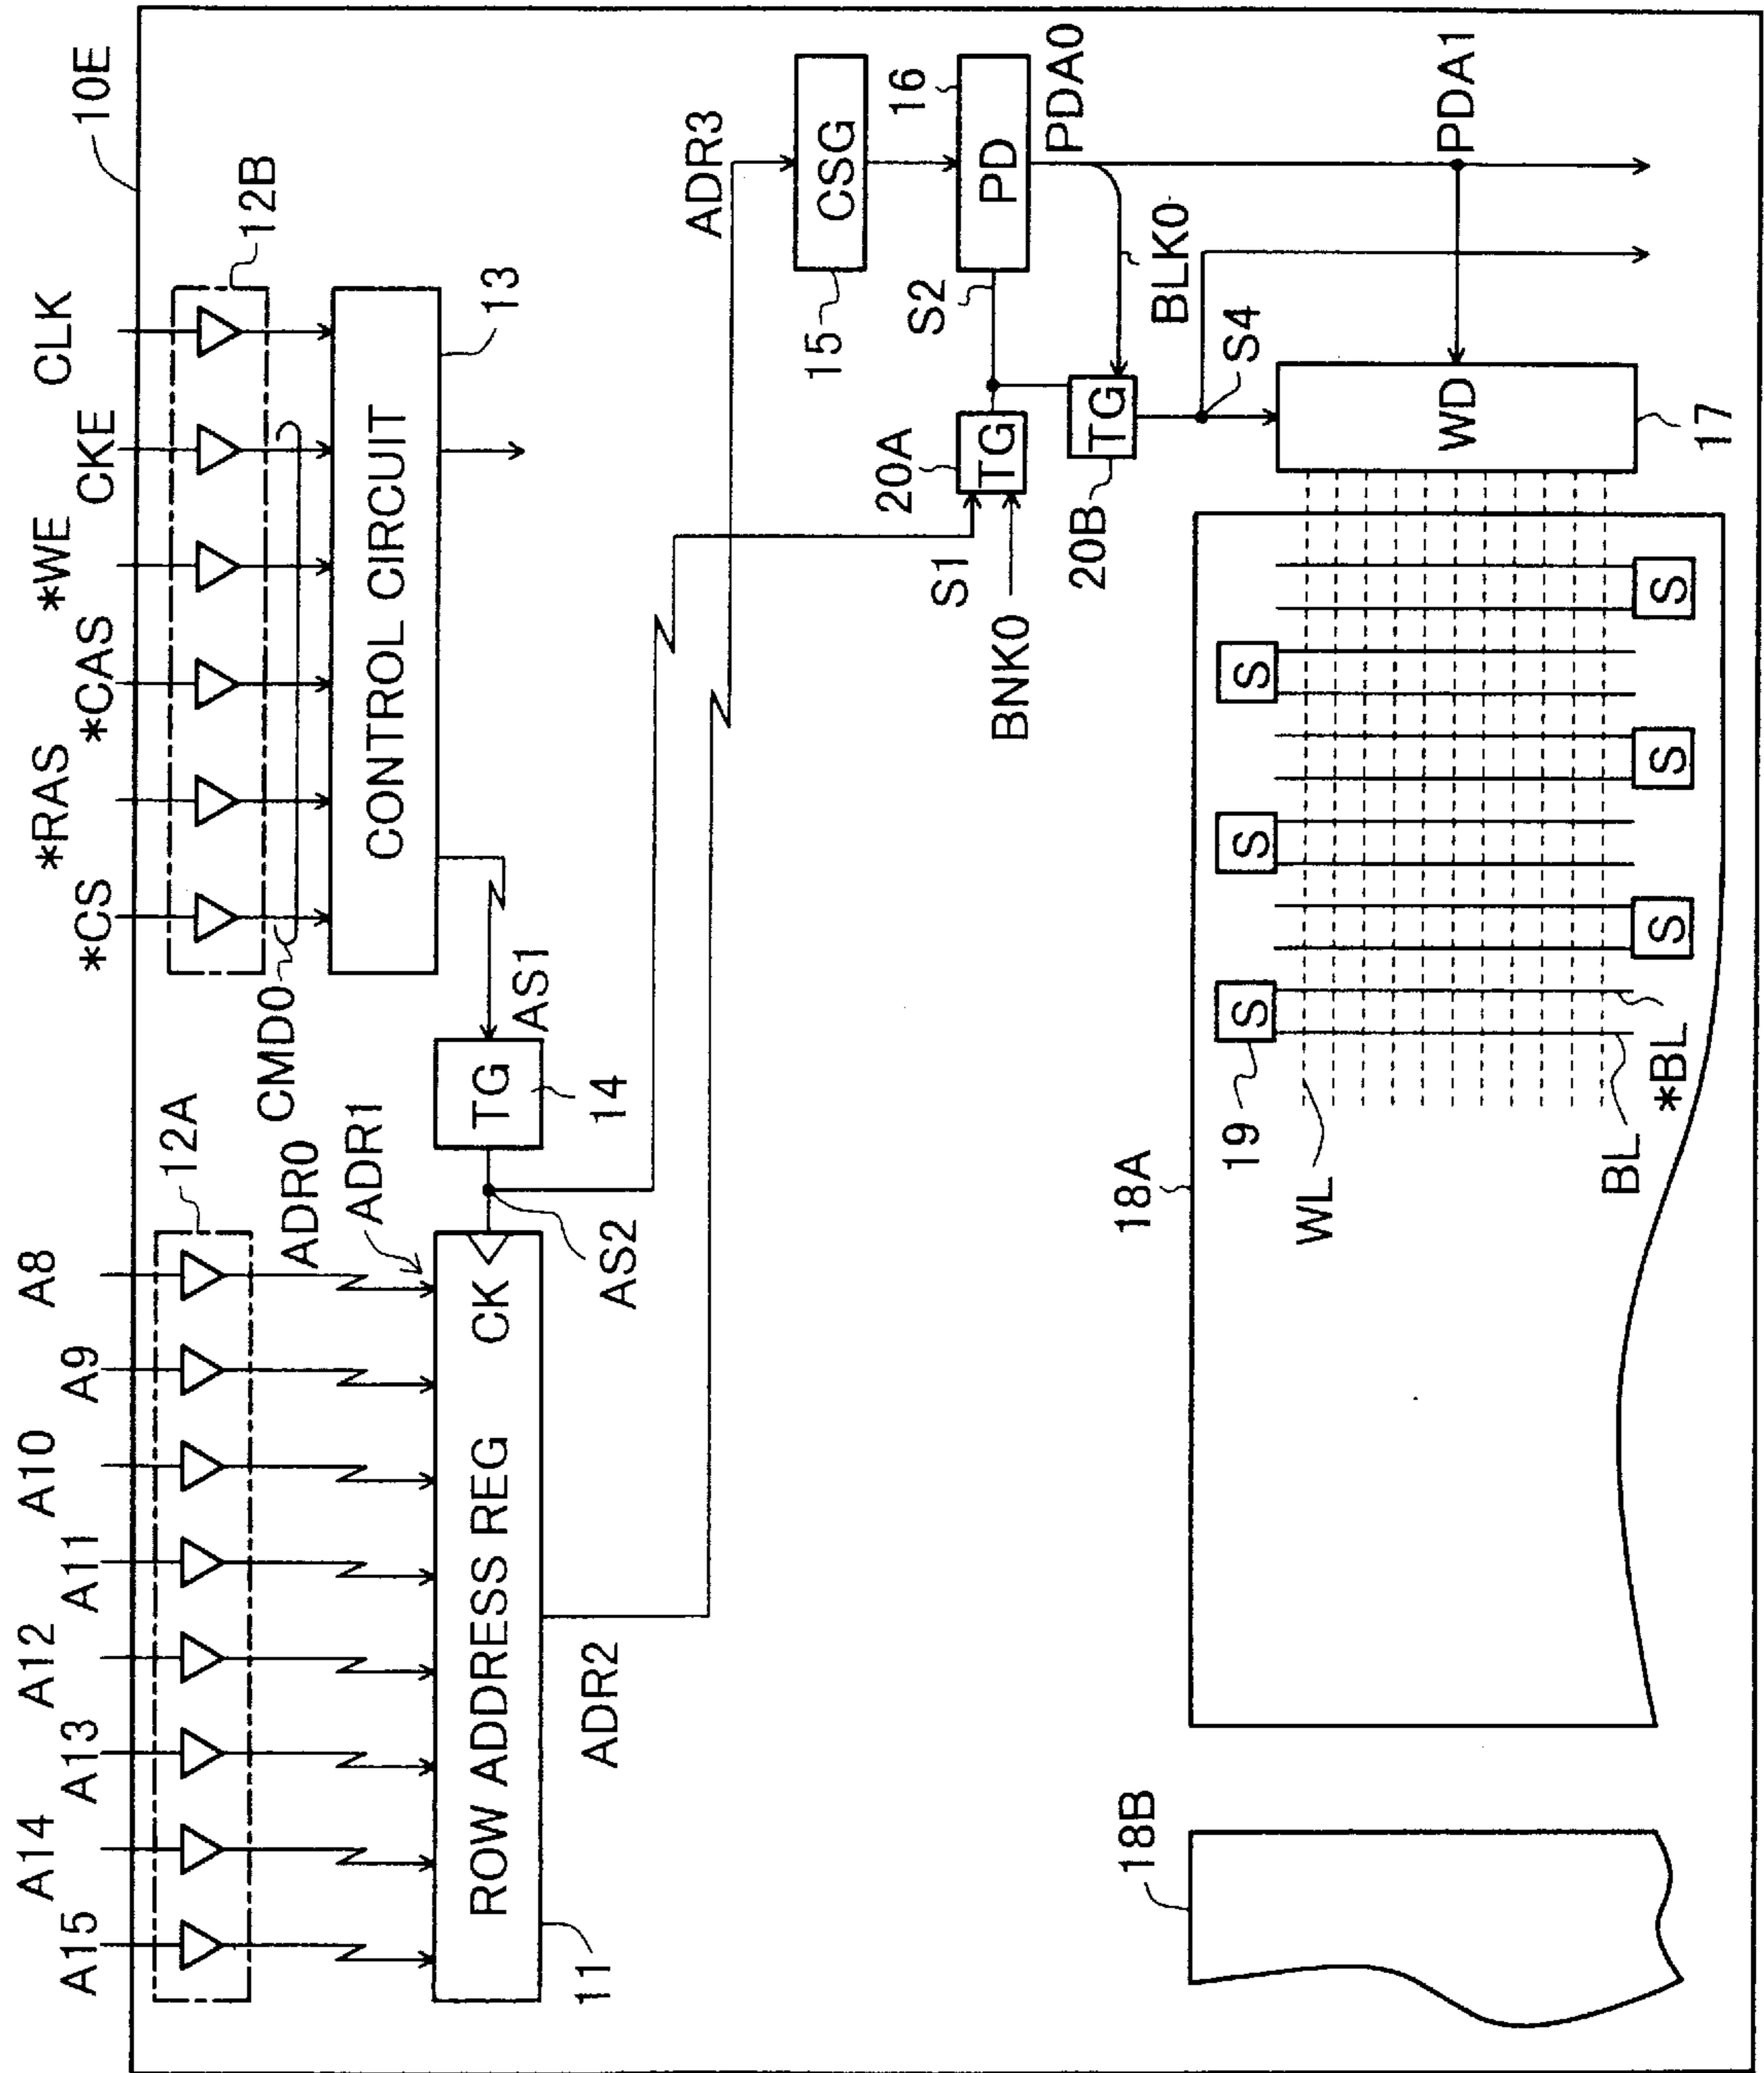 10E
A15 A14 A13 A12 A11 A10 A9 A8
*CS *RAS *CAS *WE CKE CLK
12A
12B
CMD0
ADR0
ADR1
CONTROL CIRCUIT
13
ROW ADDRESS REG
CK
11
TG
14
AS1
AS2
ADR2
ADR3
CSG
15
S1
BNK0
20A
TG
S2
PD
16
PDA0
20B
TG
BLK0
S4
WD
17
PDA1
18B
18A
19
S
S
S
S
S
S
WL
BL
*BL